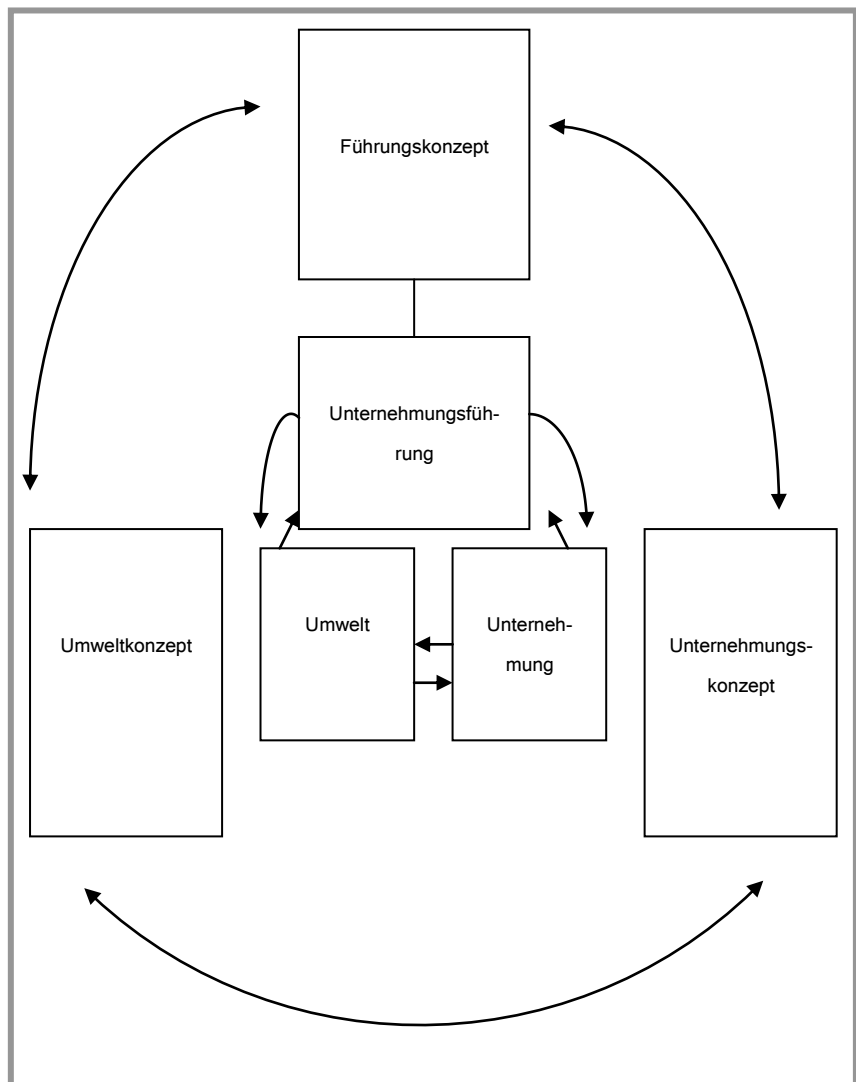 Führungskonzept
Unternehmungsfüh-
rung
Umweltkonzept
Umwelt
Unterneh-
mung
Unternehmungs-
konzept